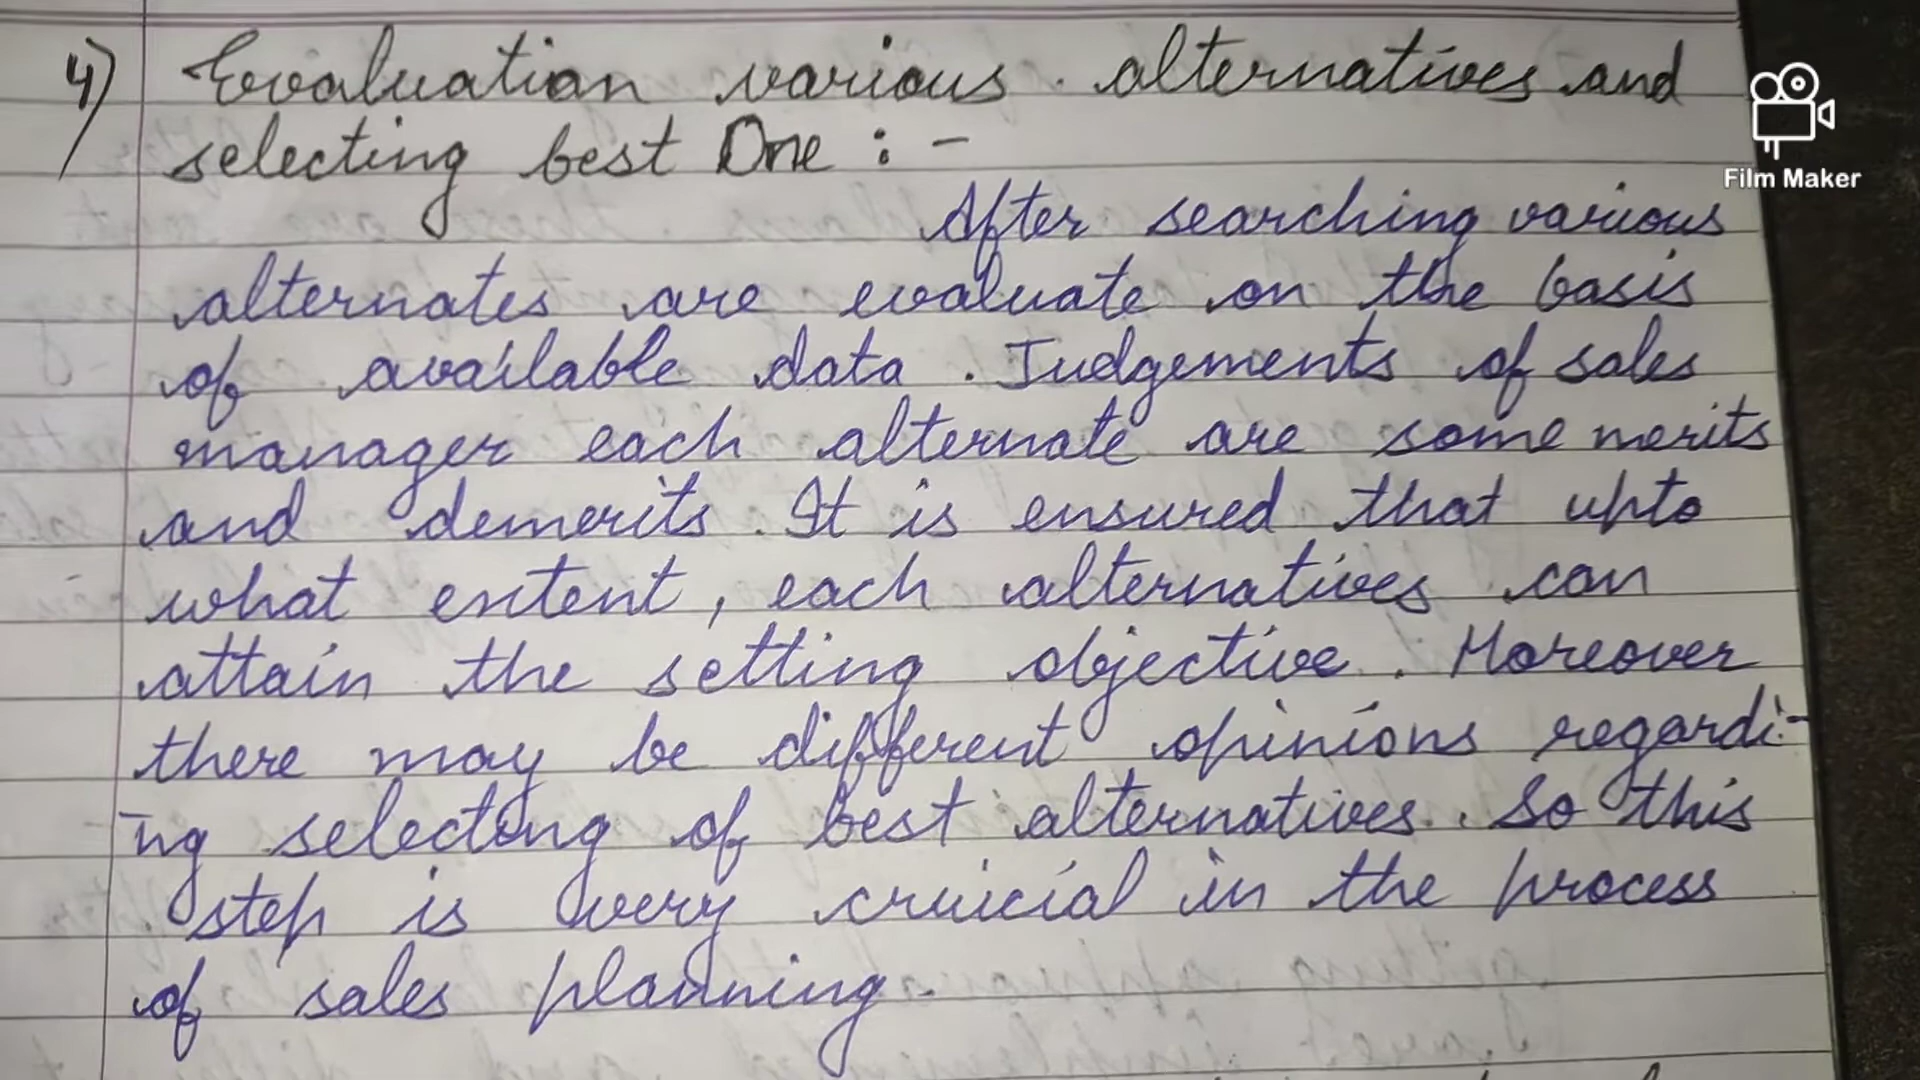 4) Evaluation various alternatives and
selecting best One : -
Film Maker
After searching various
alternates are evaluate on the basis
of available data . Judgements of sales
manager each alternate are some merits
and demerits . It is ensured that upto
what extent , each alternatives can
attain the setting objective . Moreover
there may be different opinions regardi-
ng selecting of best alternatives . So this
step is very cruicial in the process
of sales planning .